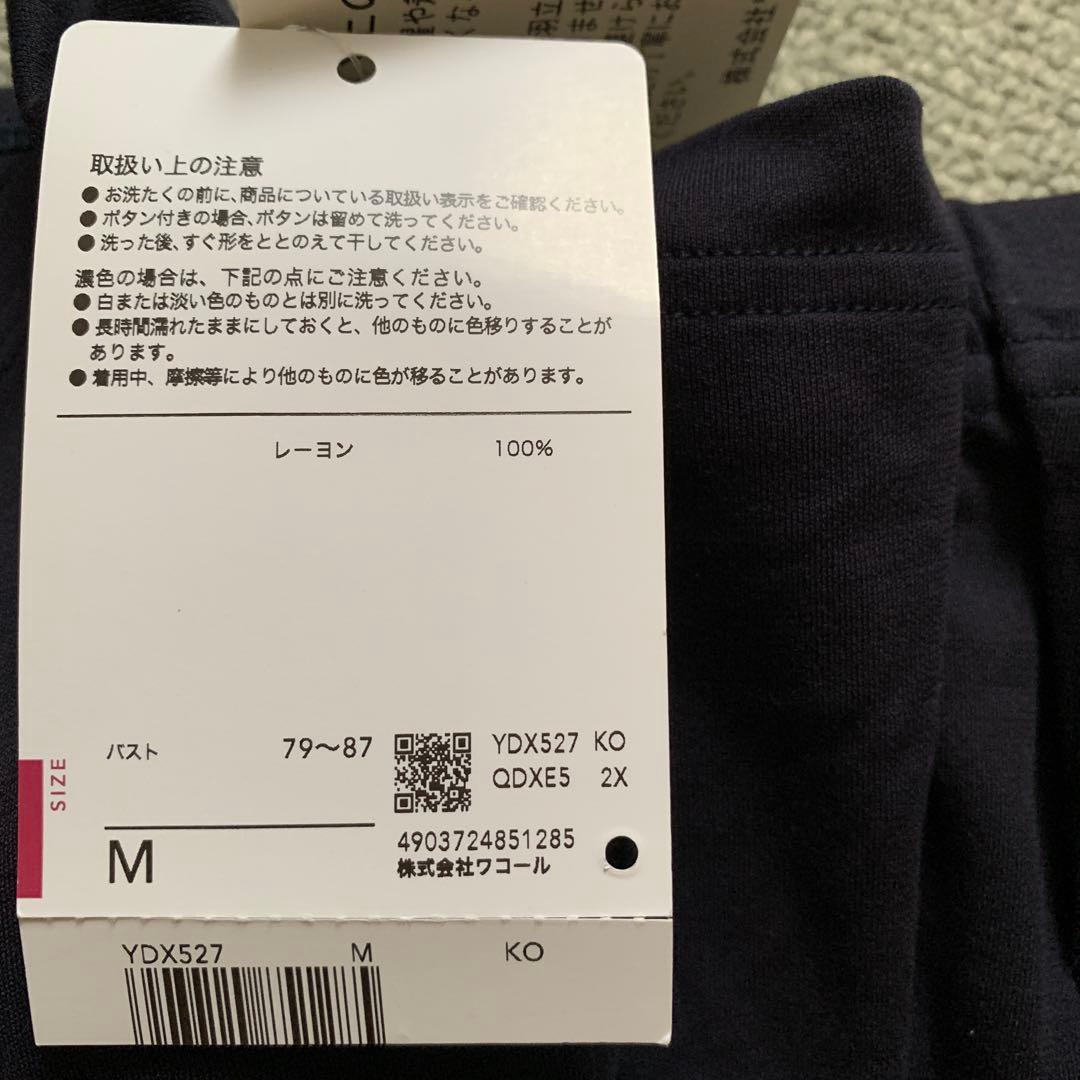 取扱い上の注意
●お洗たくの前に、商品についている取扱い表示をご確認ください。
●ボタン付きの場合、ボタンは留めて洗ってください。
●洗った後、すぐ形をととのえて干してください。
濃色の場合は、下記の点にご注意ください。
●白または淡い色のものとは別に洗ってください。
●長時間濡れたままにしておくと、他のものに色移りすることが
あります。
●着用中、摩擦等により他のものに色が移ることがあります。
レーヨン 100%
SIZE
バスト 79〜87
M
YDX527 KO
QDXE5 2X
4903724851285
株式会社ワコール
YDX527 M KO